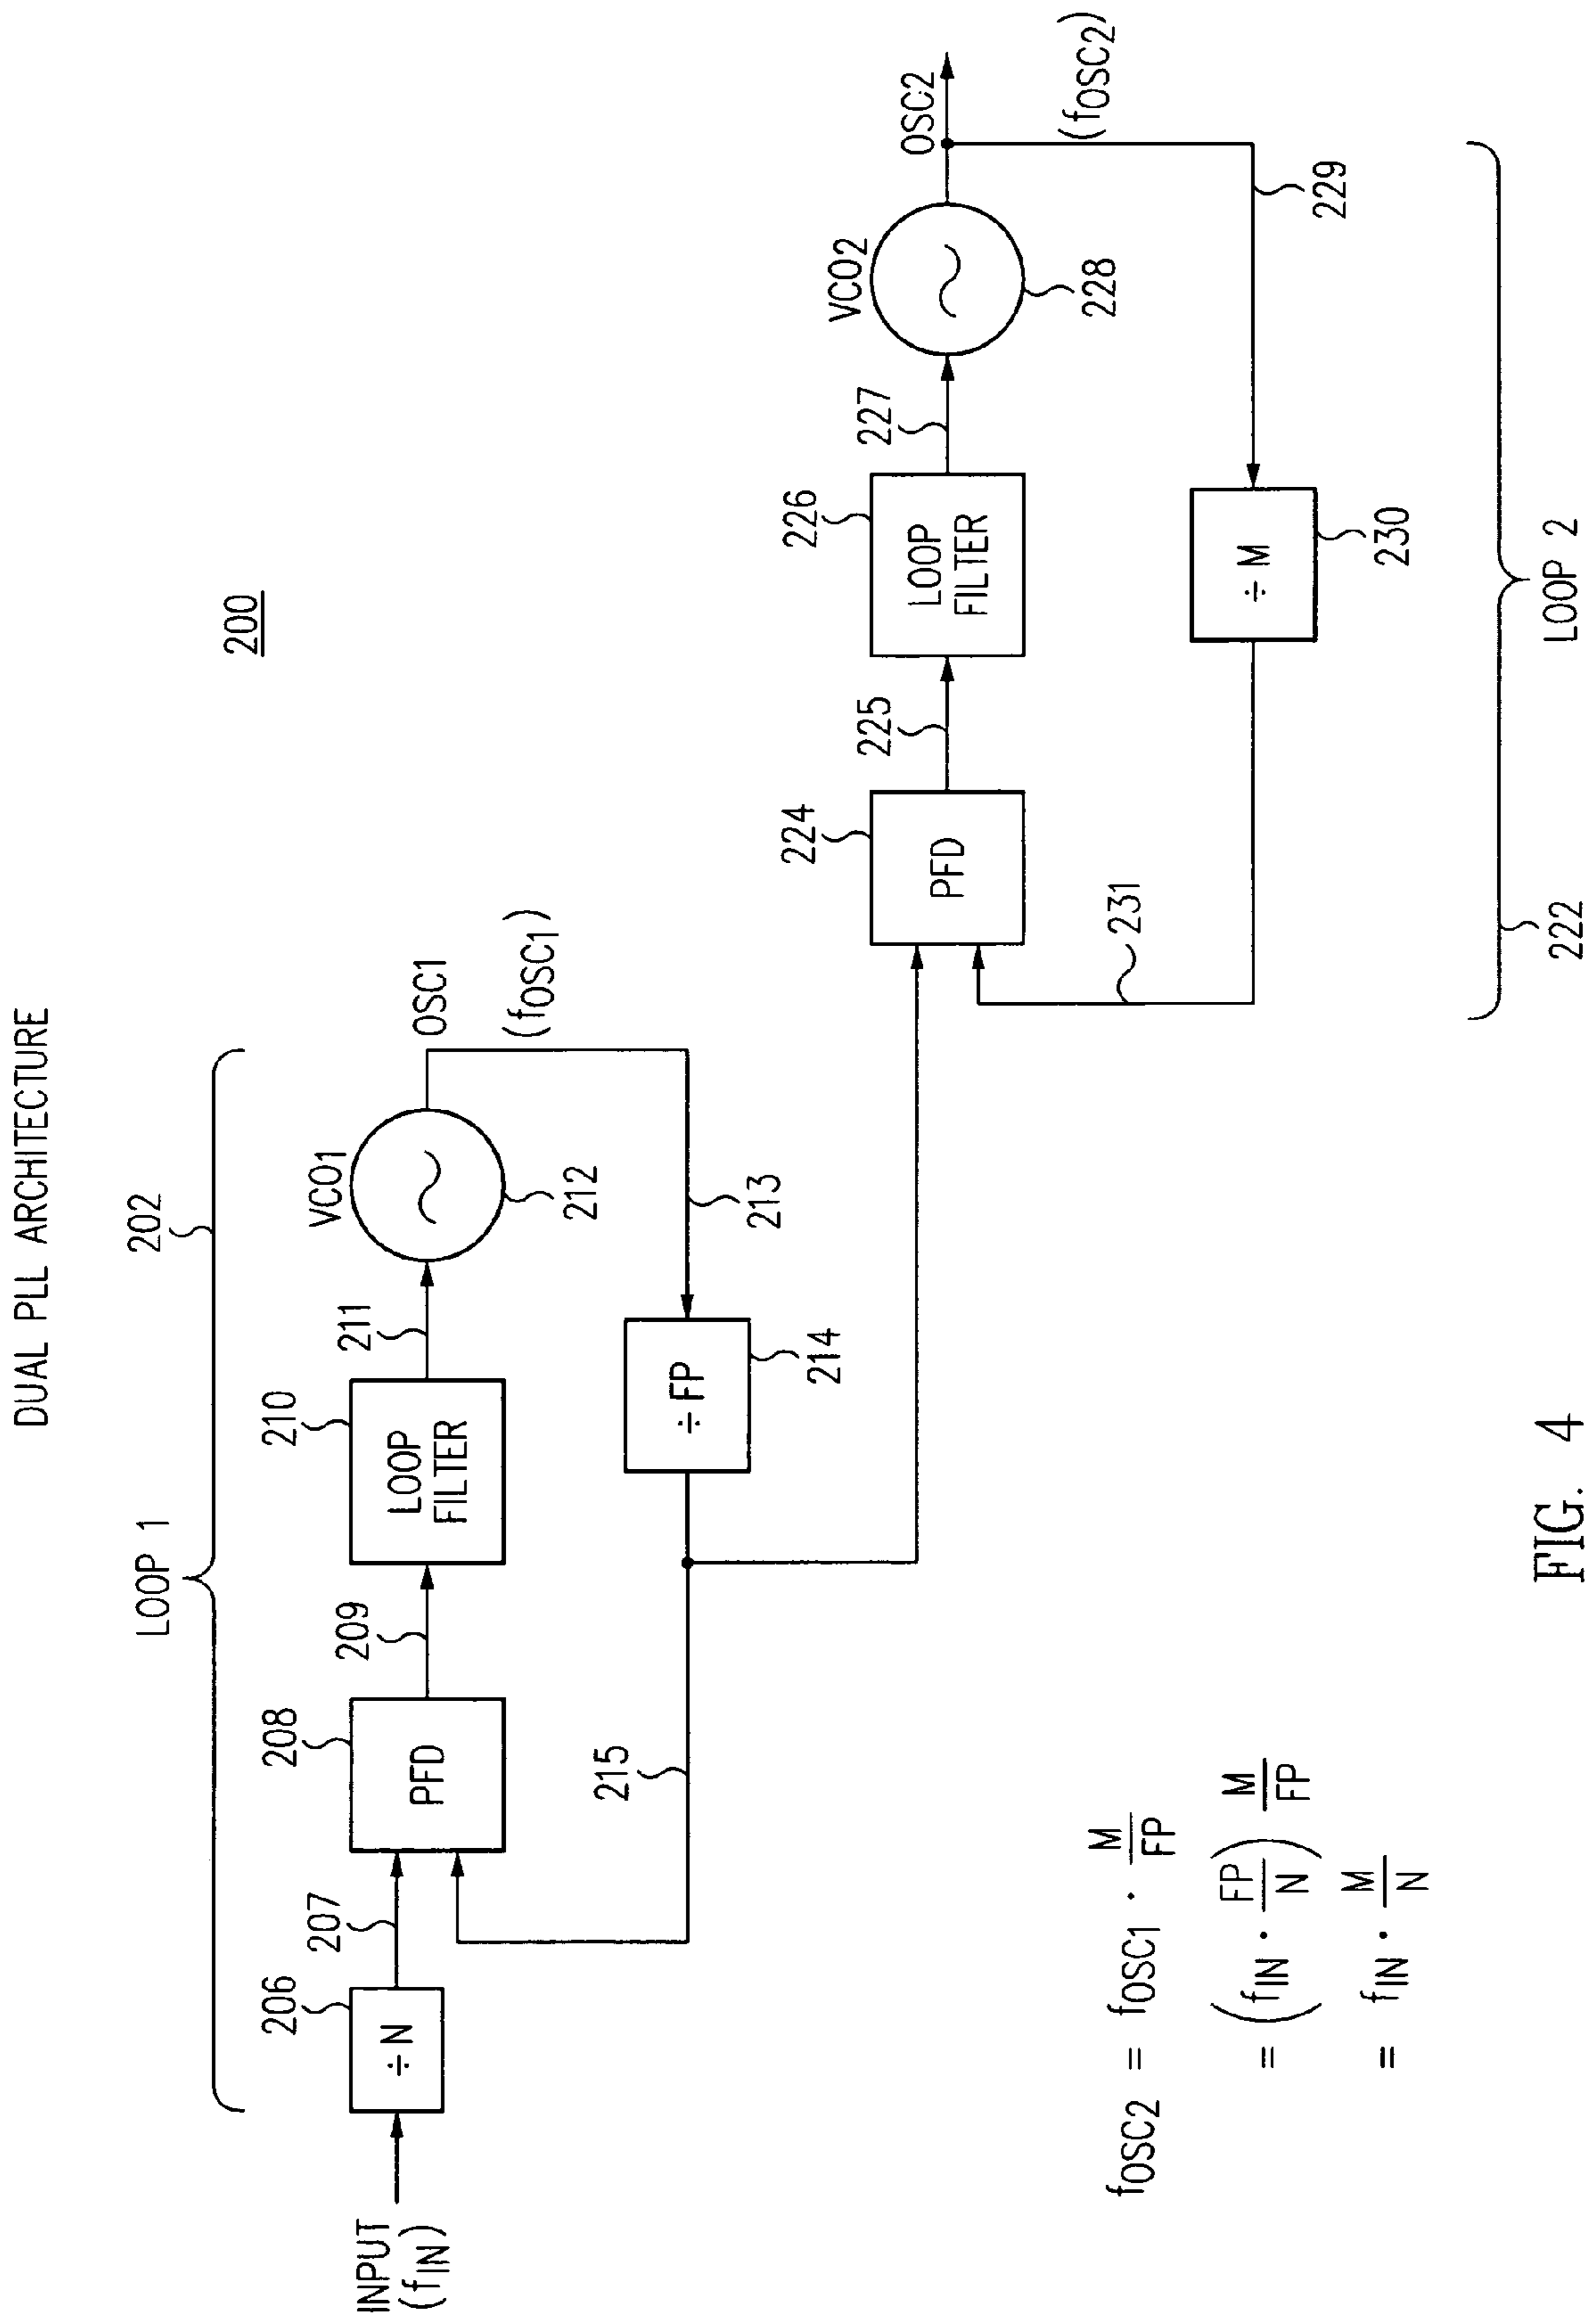 DUAL PLL ARCHITECTURE
200
LOOP 1
202
INPUT
(fIN)
206
÷ N
207
208
PFD
209
210
LOOP
FILTER
211
VCO1
212
OSC1
(fOSC1)
213
÷ FP
214
215
224
PFD
225
226
LOOP
FILTER
227
VCO2
228
OSC2
(fOSC2)
229
÷ M
230
231
222
LOOP 2
fOSC2 = fOSC1 · M/FP
= (fIN · FP/N) M/FP
= fIN · M/N
FIG. 4